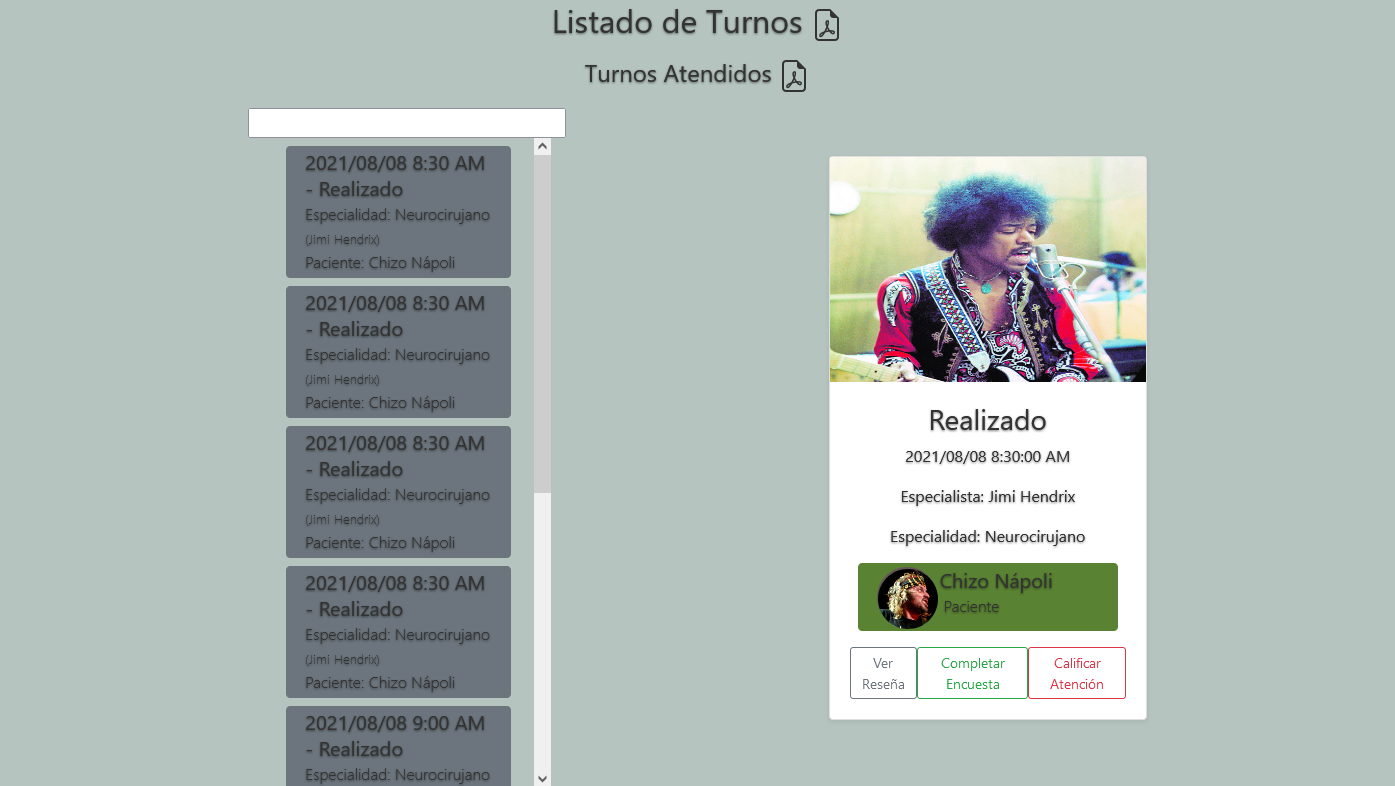 Listado de Turnos
Turnos Atendidos
2021/08/08 8:30 AM
- Realizado
Especialidad: Neurocirujano
(Jimi Hendrix)
Paciente: Chizo Nápoli
2021/08/08 8:30 AM
- Realizado
Especialidad: Neurocirujano
(Jimi Hendrix)
Paciente: Chizo Nápoli
2021/08/08 8:30 AM
- Realizado
Especialidad: Neurocirujano
(Jimi Hendrix)
Paciente: Chizo Nápoli
2021/08/08 8:30 AM
- Realizado
Especialidad: Neurocirujano
(Jimi Hendrix)
Paciente: Chizo Nápoli
2021/08/08 9:00 AM
- Realizado
Especialidad: Neurocirujano
Realizado
2021/08/08 8:30:00 AM
Especialista: Jimi Hendrix
Especialidad: Neurocirujano
Chizo Nápoli
Paciente
Ver
Reseña
Completar
Encuesta
Calificar
Atención